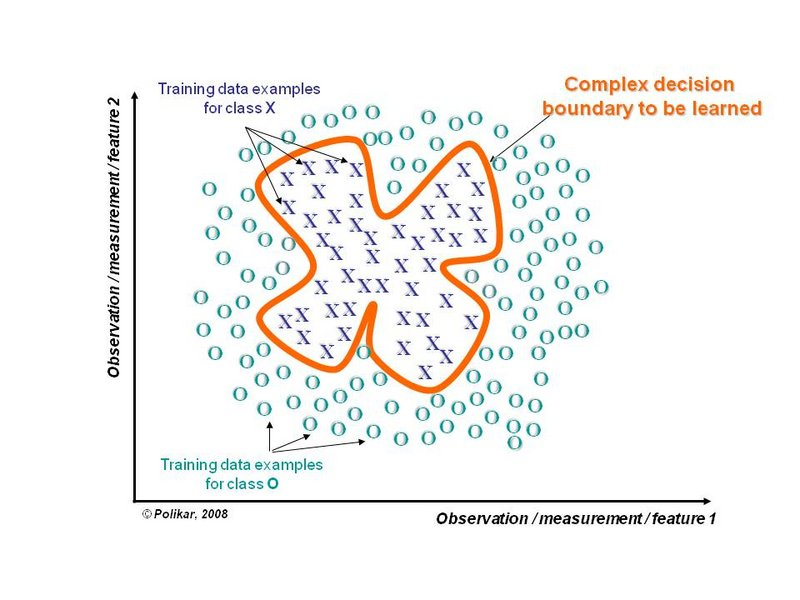 Training data examples
for class X
Complex decision
boundary to be learned
Observation / measurement / feature 2
Training data examples
for class O
© Polikar, 2008
Observation / measurement / feature 1